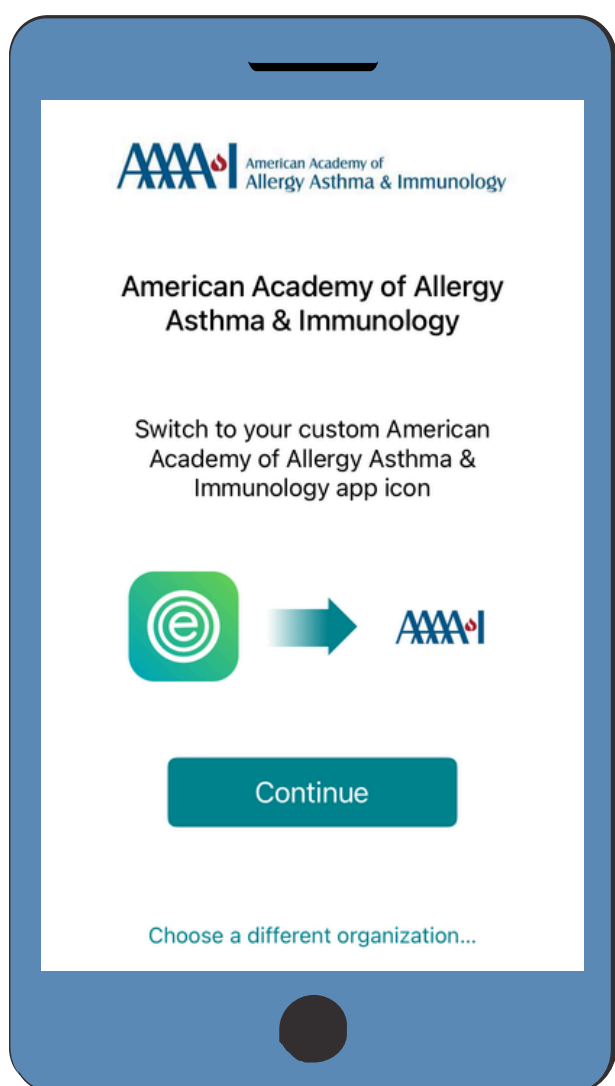 AAAAI American Academy of
Allergy Asthma & Immunology
American Academy of Allergy
Asthma & Immunology
Switch to your custom American
Academy of Allergy Asthma &
Immunology app icon
e
AAAAI
Continue
Choose a different organization...